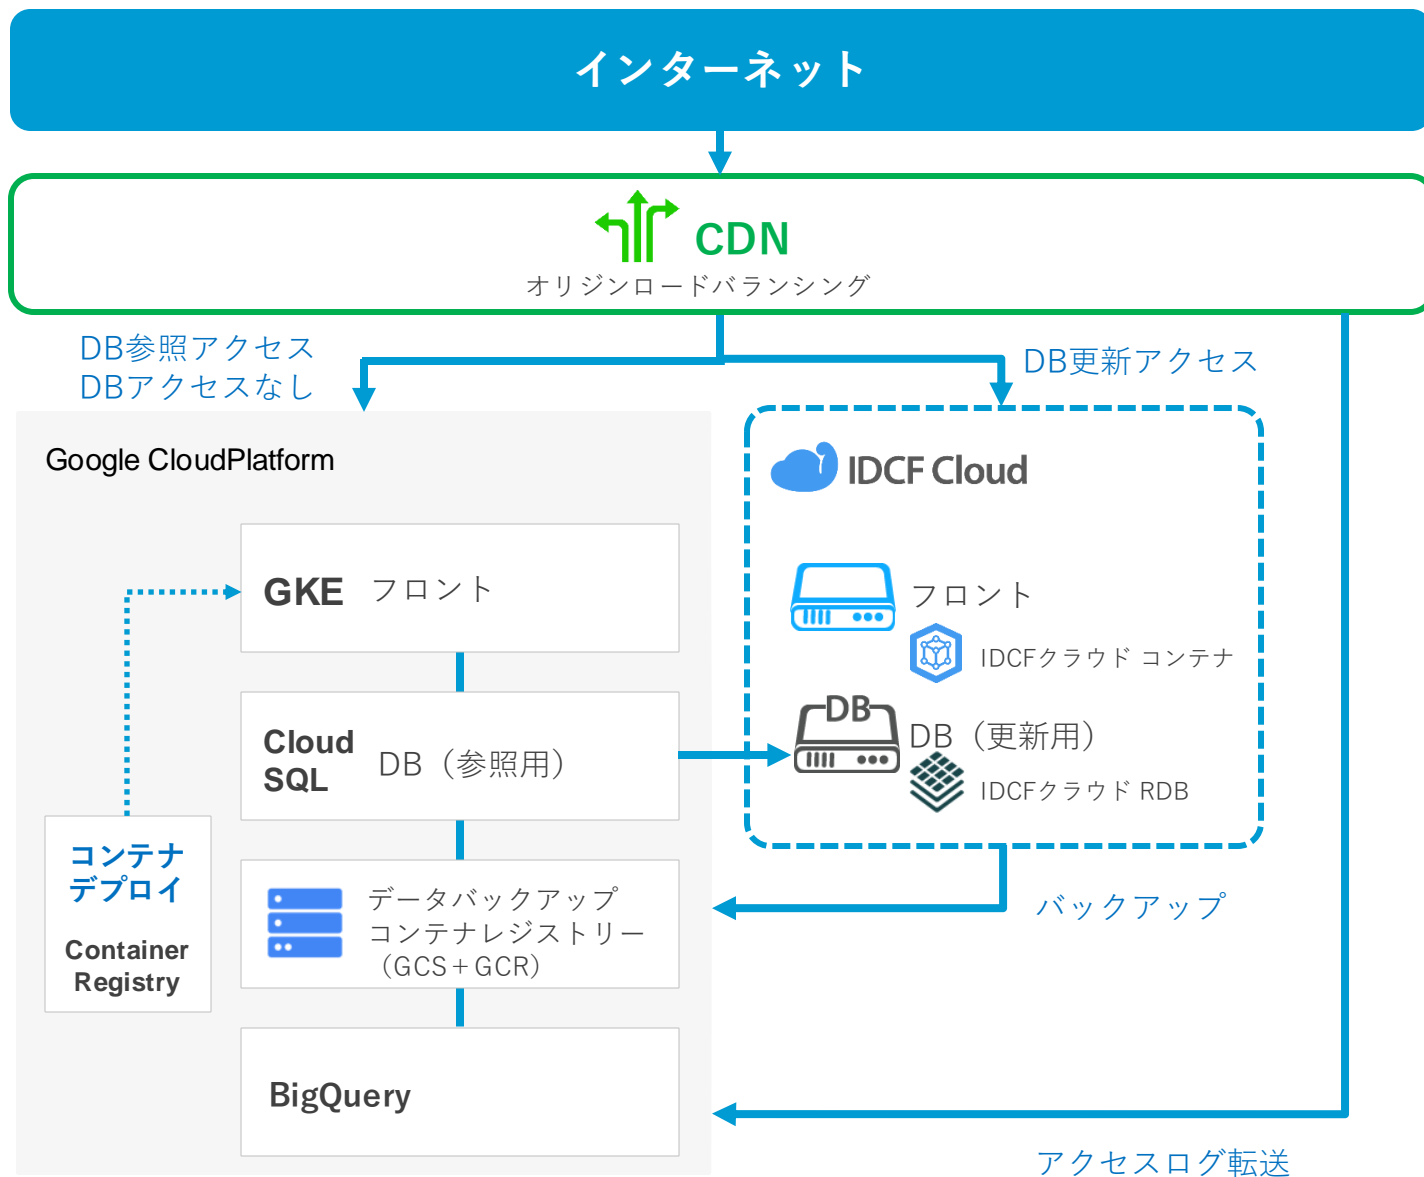 インターネット
CDN
オリジンロードバランシング
DB参照アクセス
DBアクセスなし
DB更新アクセス
Google CloudPlatform
GKE フロント
Cloud
SQL
DB（参照用）
コンテナ
デプロイ
Container
Registry
データバックアップ
コンテナレジストリー
（GCS＋GCR）
BigQuery
IDCF Cloud
フロント
IDCFクラウド コンテナ
DB
DB（更新用）
IDCFクラウド RDB
バックアップ
アクセスログ転送